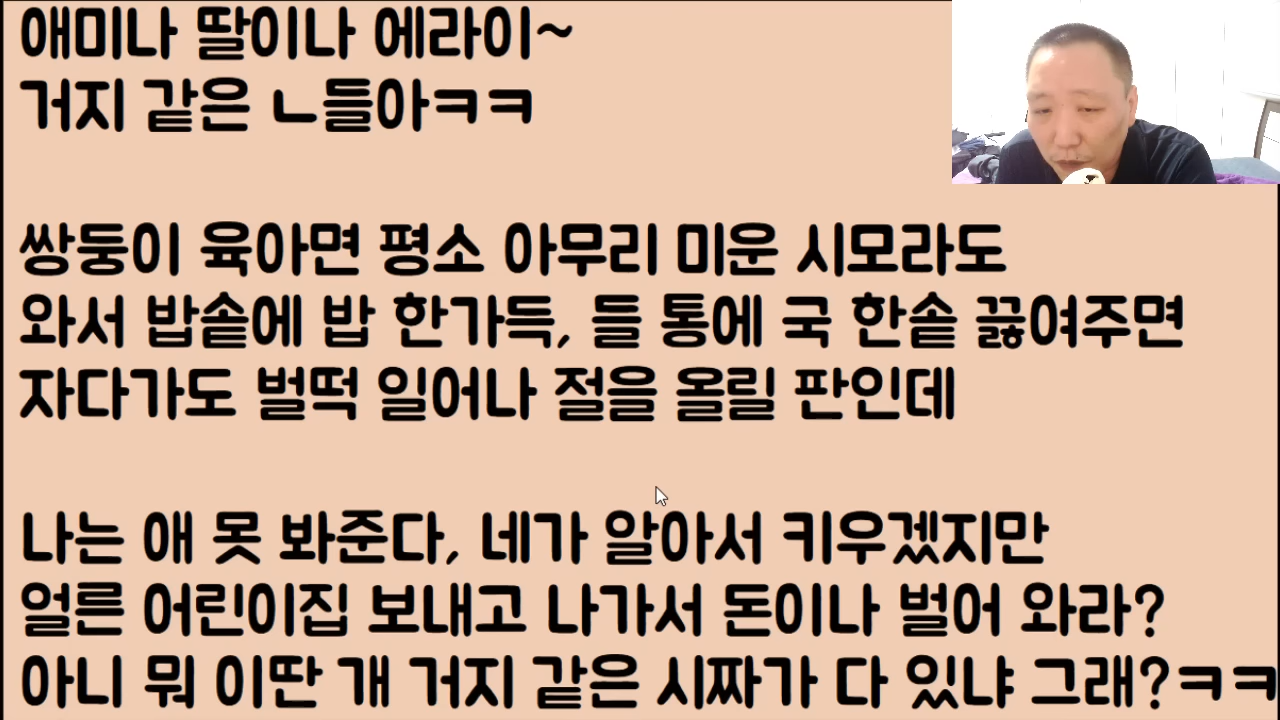 애미나 딸이나 에라이~
거지 같은 ㄴ들아ㅋㅋ
쌍둥이 육아면 평소 아무리 미운 시모라도
와서 밥솥에 밥 한가득, 들 통에 국 한솥 끓여주면
자다가도 벌떡 일어나 절을 올릴 판인데
나는 애 못 봐준다, 네가 알아서 키우겠지만
얼른 어린이집 보내고 나가서 돈이나 벌어 와라?
아니 뭐 이딴 개 거지 같은 시짜가 다 있냐 그래?ㅋㅋ